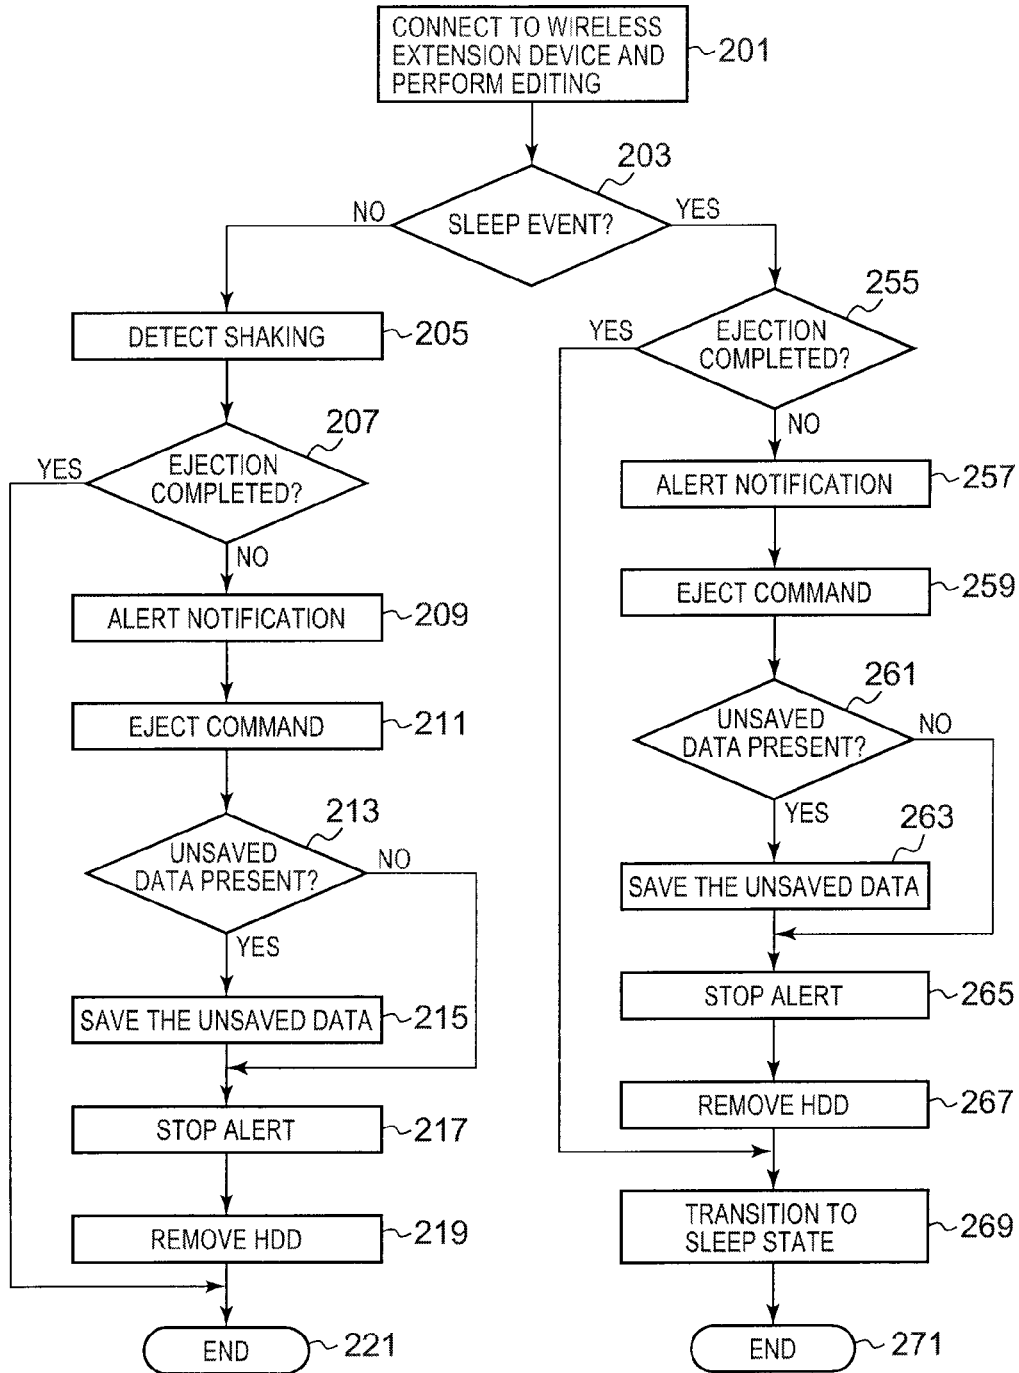 CONNECT TO WIRELESS
EXTENSION DEVICE AND
PERFORM EDITING
201
203
SLEEP EVENT?
NO
YES
DETECT SHAKING
205
207
EJECTION
COMPLETED?
YES
NO
ALERT NOTIFICATION
209
EJECT COMMAND
211
213
UNSAVED
DATA PRESENT?
NO
YES
SAVE THE UNSAVED DATA
215
STOP ALERT
217
REMOVE HDD
219
END
221
255
EJECTION
COMPLETED?
YES
NO
ALERT NOTIFICATION
257
EJECT COMMAND
259
261
UNSAVED
DATA PRESENT?
NO
YES
263
SAVE THE UNSAVED DATA
STOP ALERT
265
REMOVE HDD
267
TRANSITION TO
SLEEP STATE
269
END
271